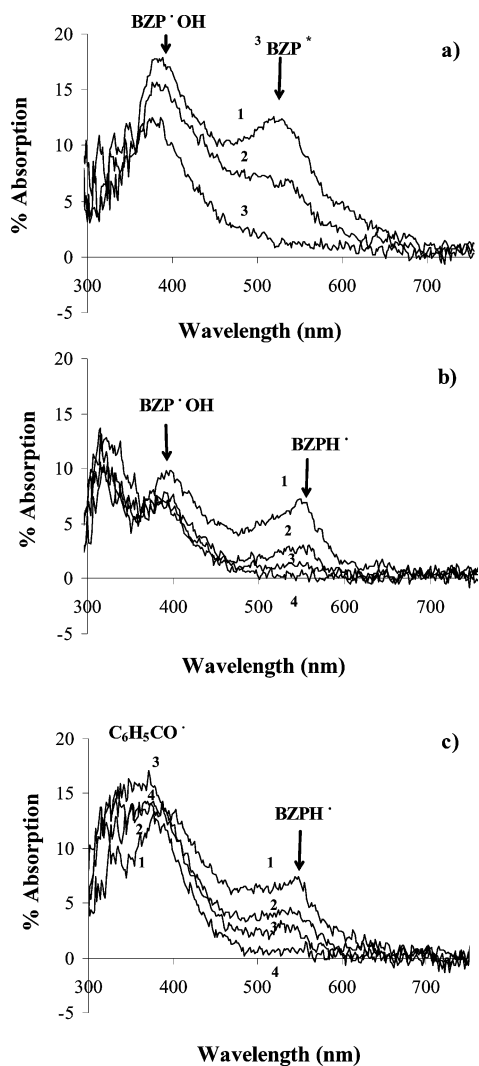 BZP˙OH
³BZP*
a)
20
15
10
5
0
-5
% Absorption
1
2
3
300 400 500 600 700
Wavelength (nm)
b)
BZP˙OH
BZPH˙
20
15
10
5
0
-5
% Absorption
1
2
3
4
300 400 500 600 700
Wavelength (nm)
C₆H₅CO˙
c)
BZPH˙
20
15
10
5
0
-5
% Absorption
3
4
2
1
1
2
3
4
300 400 500 600 700
Wavelength (nm)